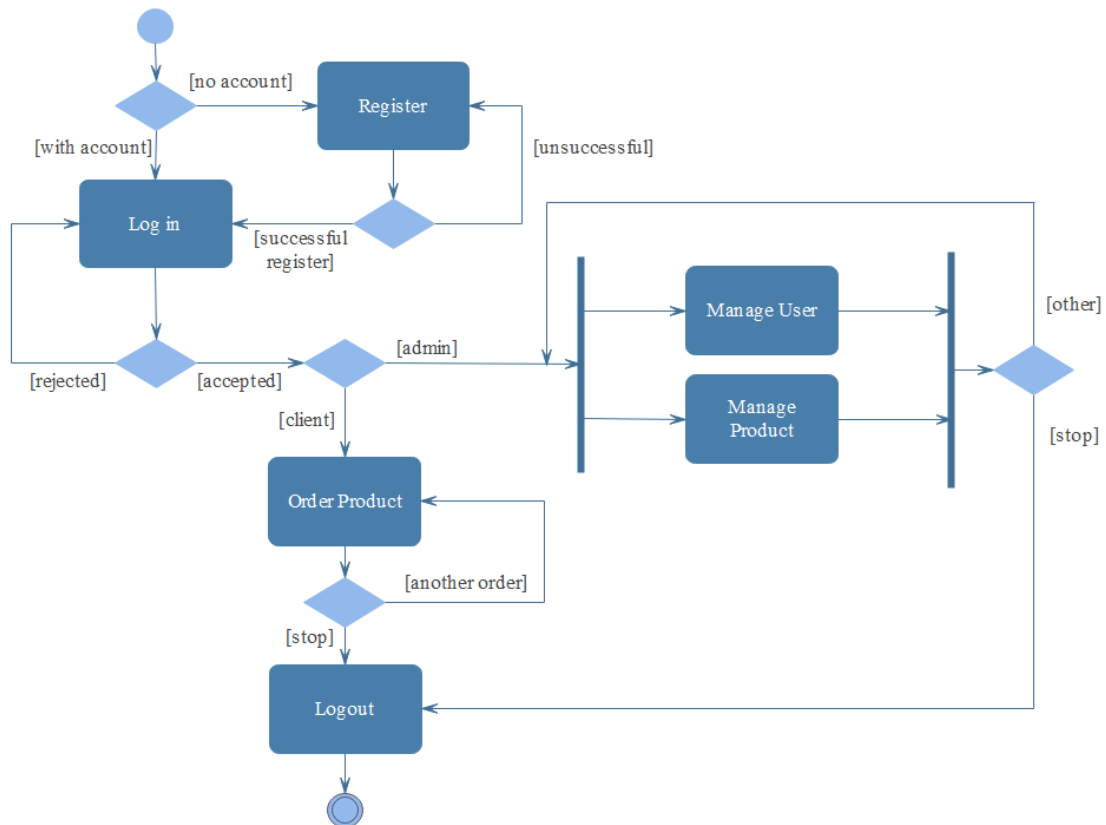 [no account]
Register
[with account]
[unsuccessful]
Log in
[successful
register]
Manage User
[other]
[rejected]
[accepted]
[admin]
Manage
Product
[client]
[stop]
Order Product
[another order]
[stop]
Logout